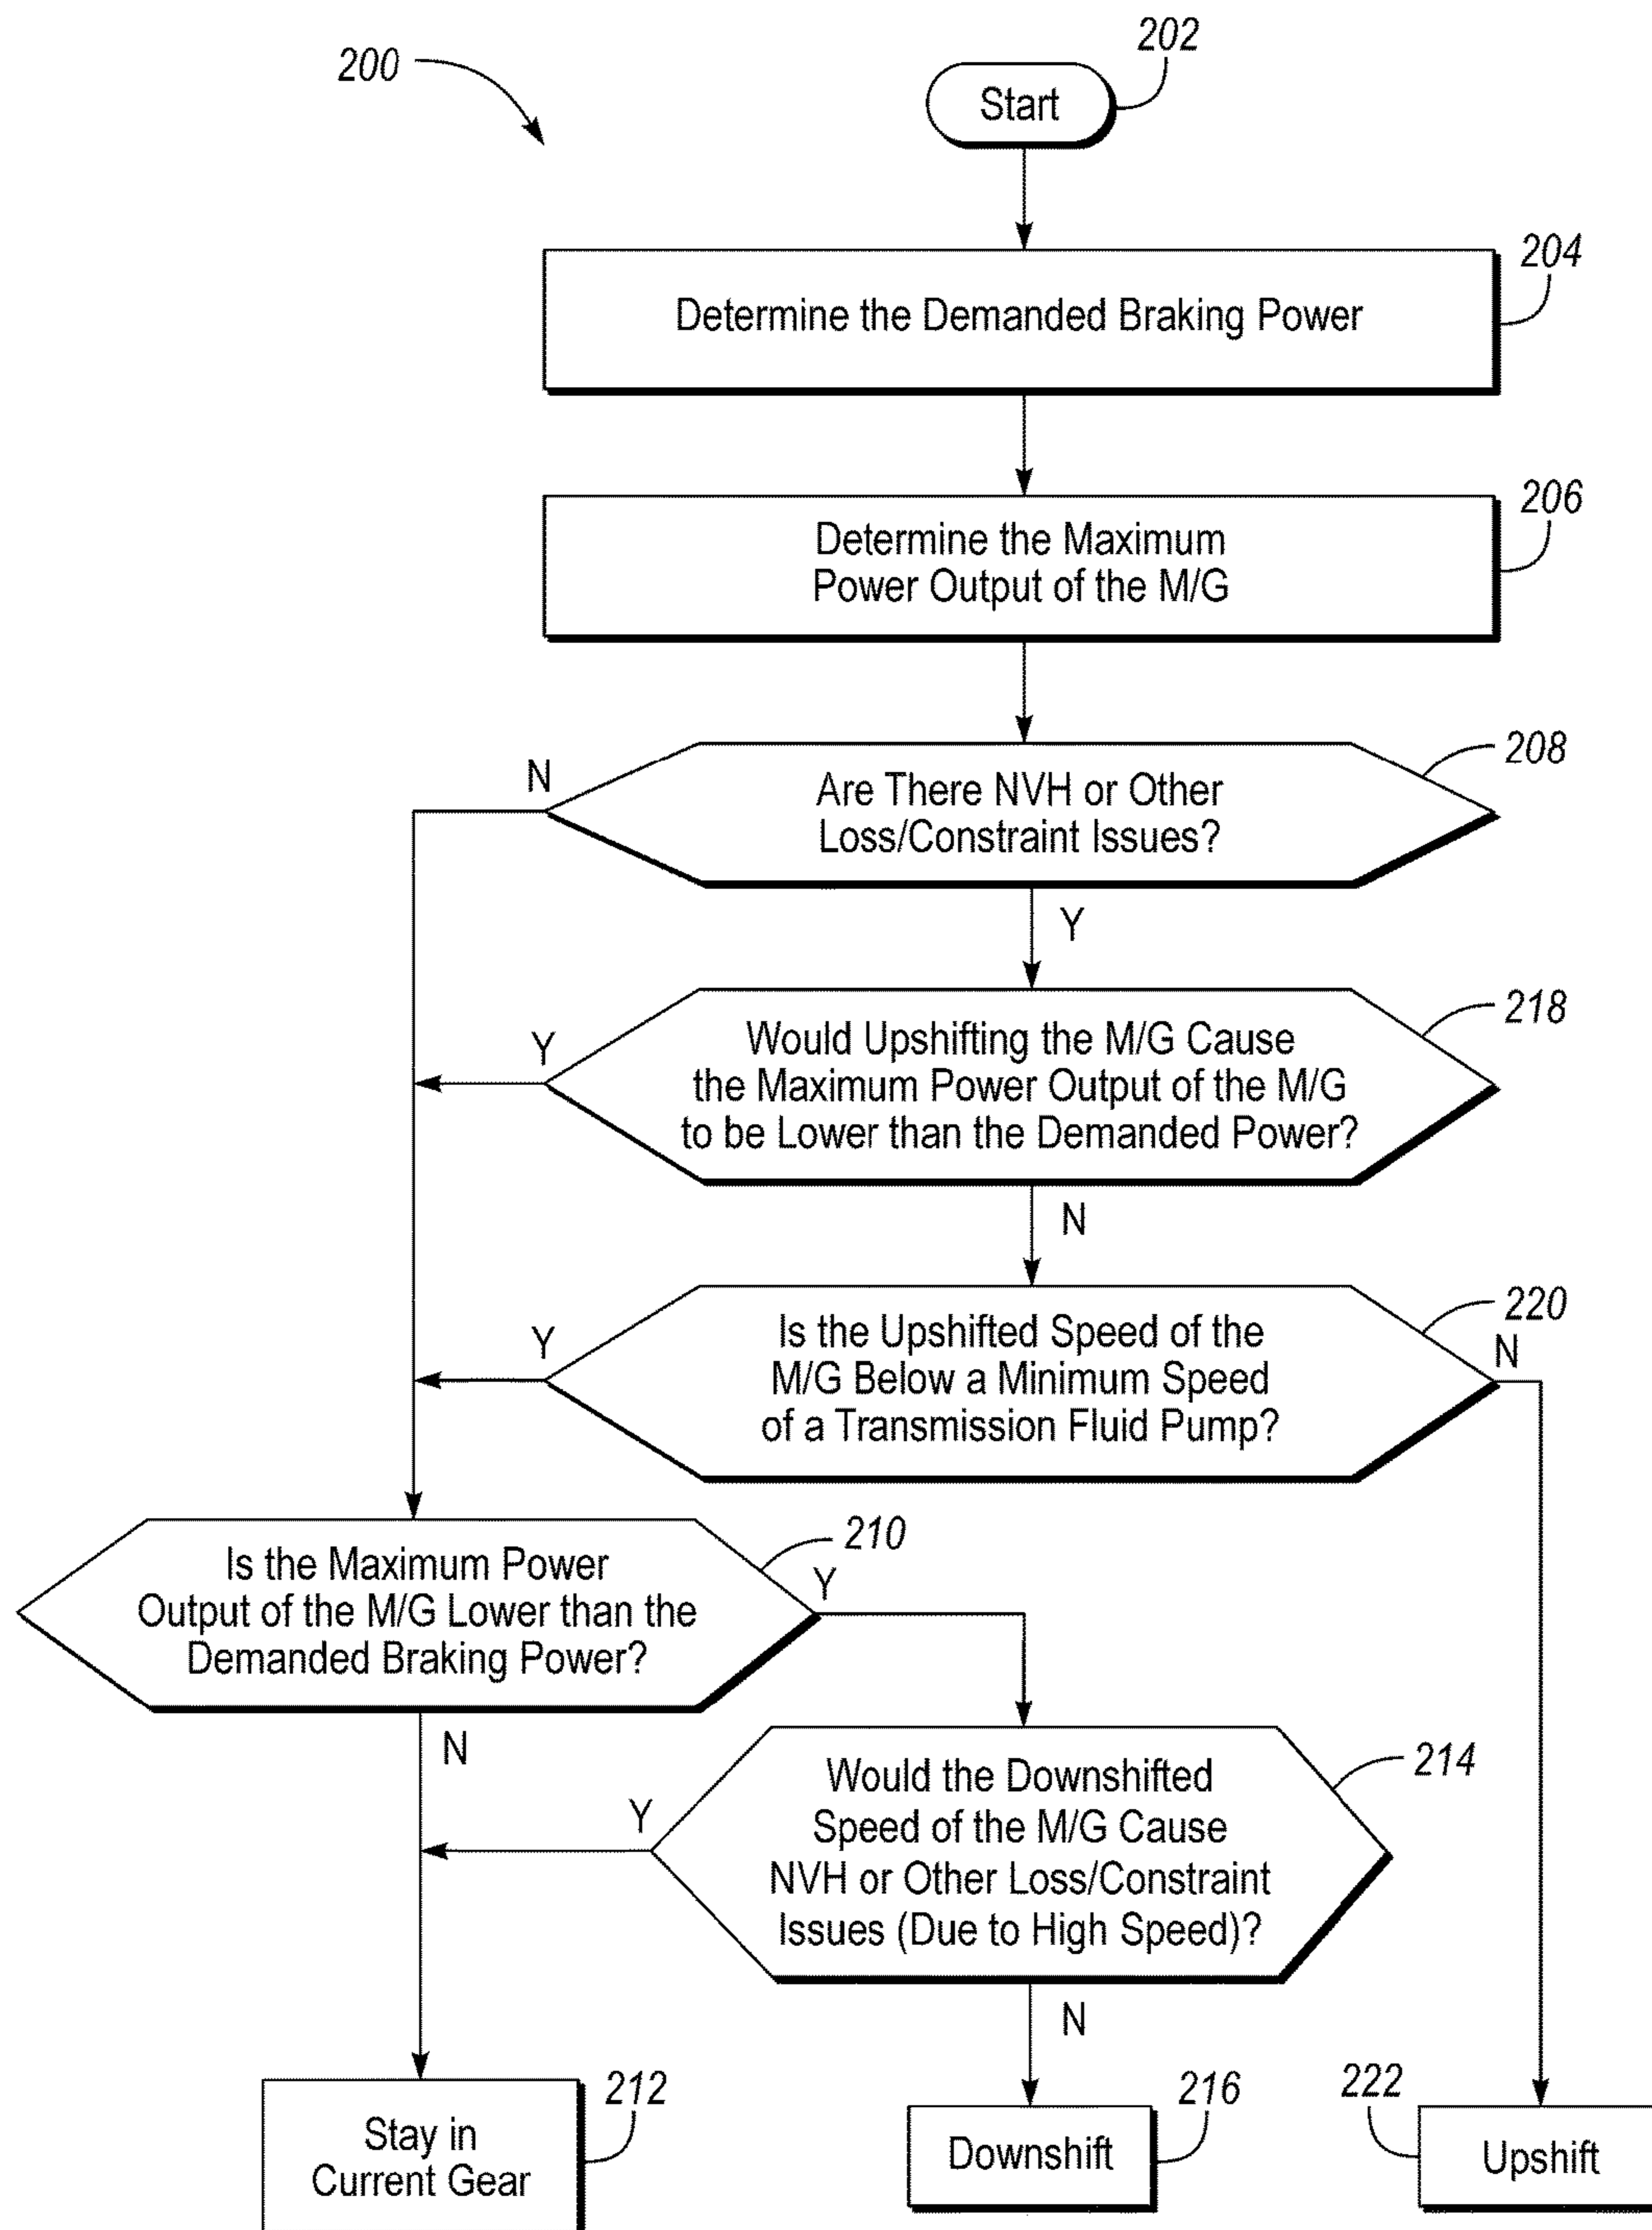 200
202
Start
204
Determine the Demanded Braking Power
206
Determine the Maximum
Power Output of the M/G
208
N
Are There NVH or Other
Loss/Constraint Issues?
Y
218
Y
Would Upshifting the M/G Cause
the Maximum Power Output of the M/G
to be Lower than the Demanded Power?
N
220
Y
Is the Upshifted Speed of the
M/G Below a Minimum Speed
of a Transmission Fluid Pump?
N
210
Is the Maximum Power
Output of the M/G Lower than the
Demanded Braking Power?
Y
N
214
Y
Would the Downshifted
Speed of the M/G Cause
NVH or Other Loss/Constraint
Issues (Due to High Speed)?
N
212
Stay in
Current Gear
216
Downshift
222
Upshift